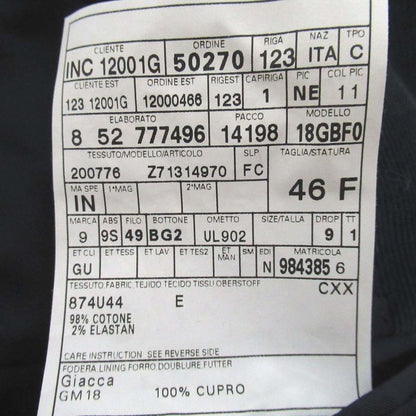 CLIENTE ORDINE RIGA NAZ TPO
INC 12001G 50270 123 ITA C
CLIENTE EST ORDINE EST RIGEST CAPIRIGA PIC COL PIC
123 12001G 12000466 123 1 NE 11
ELABORATO PACCO MODELLO
8 52 777496 14198 18GBF0
TESSUTO/MODELLO/ARTICOLO SLP TAGLIA/STATURA
200776 Z71314970 FC 46 F
MA SPE 1°MAG 2°MAG
IN
MARCA ABS FILO BOTTONE OMETTO SIZE/TALLA DROP TT
9 9S 49 BG2 UL902 9 1
ET CLI ET TESS ET LAV ET TES2 ET MAN SM EDI MATRICOLA
GU N 984385 6
TESSUTO FABRIC TEJIDO TECIDO TISSU OBERSTOFF CXX
874U44 E
98% COTONE
2% ELASTAN
CARE INSTRUCTION SEE REVERSE SIDE
FODERA LINING FORRO DOUBLURE FUTTER
Giacca
GM18 100% CUPRO